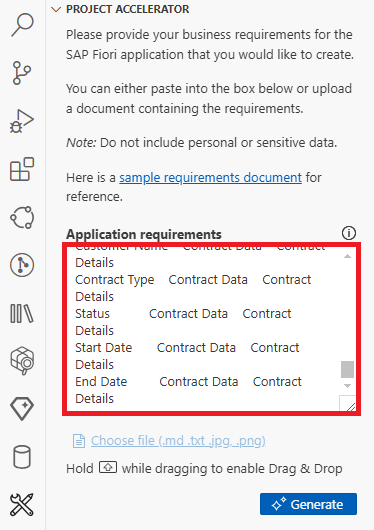 PROJECT ACCELERATOR
Please provide your business requirements for the
SAP Fiori application that you would like to create.
You can either paste into the box below or upload
a document containing the requirements.
Note: Do not include personal or sensitive data.
Here is a sample requirements document for
reference.
Application requirements
Customer Name Contract Data Contract
Details
Contract Type Contract Data Contract
Details
Status Contract Data Contract
Details
Start Date Contract Data Contract
Details
End Date Contract Data Contract
Details
Choose file (.md .txt .jpg, .png)
Hold while dragging to enable Drag & Drop
Generate